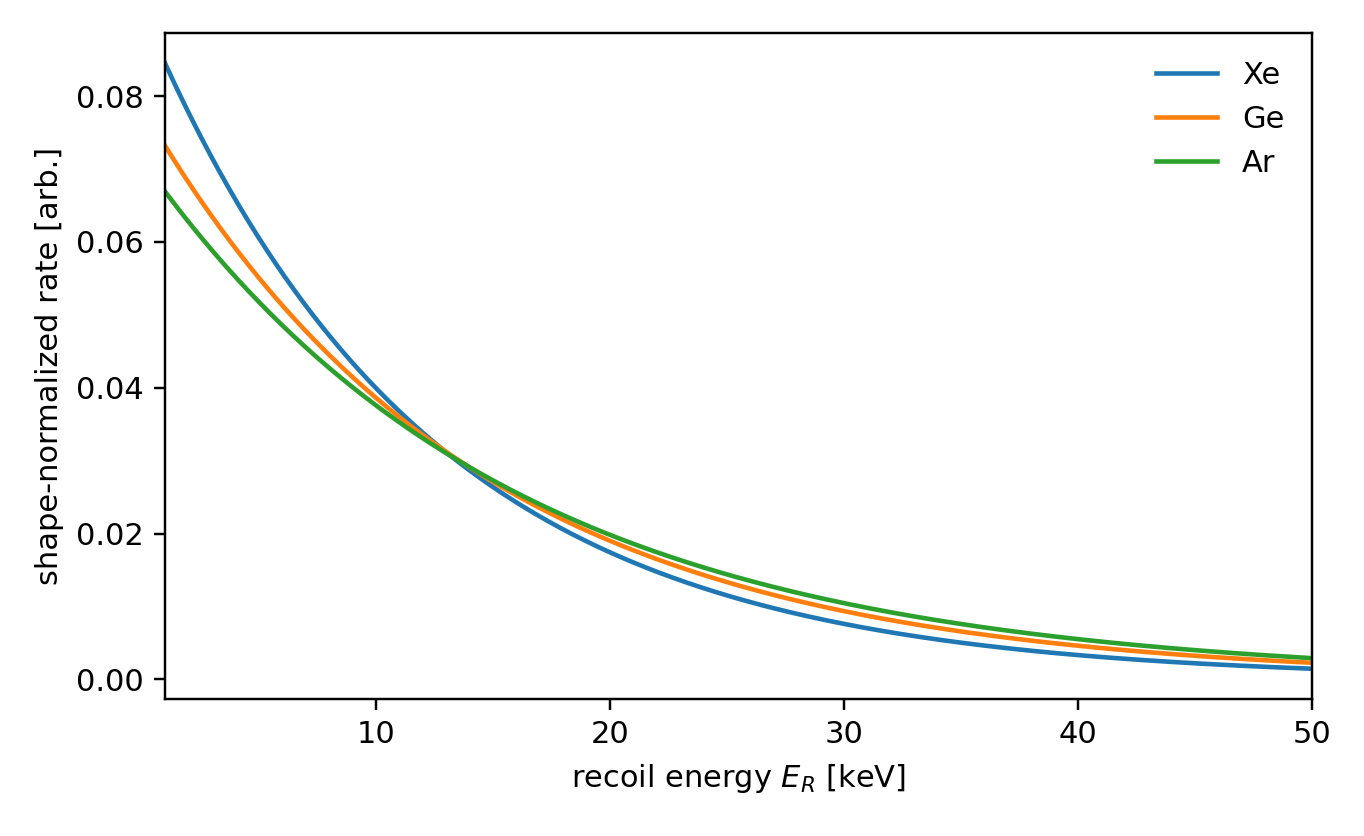 shape-normalized rate [arb.]
0.08
0.06
0.04
0.02
0.00
Xe
Ge
Ar
10 20 30 40 50
recoil energy E_R [keV]